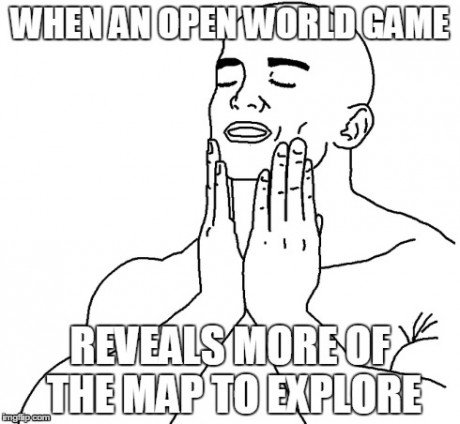 WHEN AN OPEN WORLD GAME
REVEALS MORE OF
THE MAP TO EXPLORE
imgflip.com